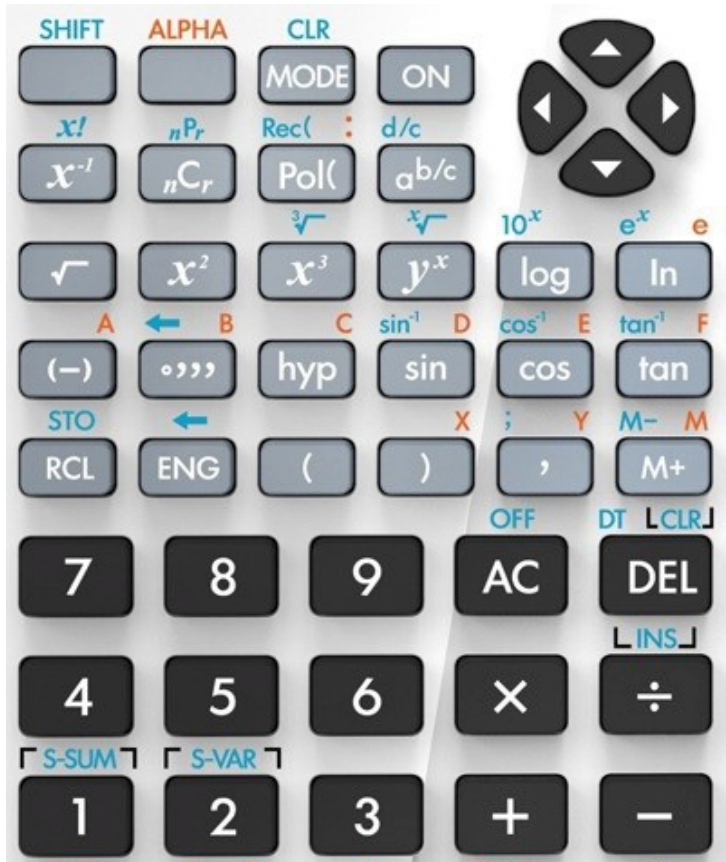 SHIFT ALPHA CLR
MODE ON
x! nPr Rec( : d/c
x⁻¹ nCr Pol( a b/c
³√ ˣ√ 10ˣ eˣ e
√ x² x³ yˣ log ln
A ← B C sin⁻¹ D cos⁻¹ E tan⁻¹ F
(−) °,,, hyp sin cos tan
STO ← X ; Y M− M
RCL ENG ( ) , M+
OFF DT CLR
7 8 9 AC DEL
INS
4 5 6 × ÷
S-SUM S-VAR
1 2 3 + −